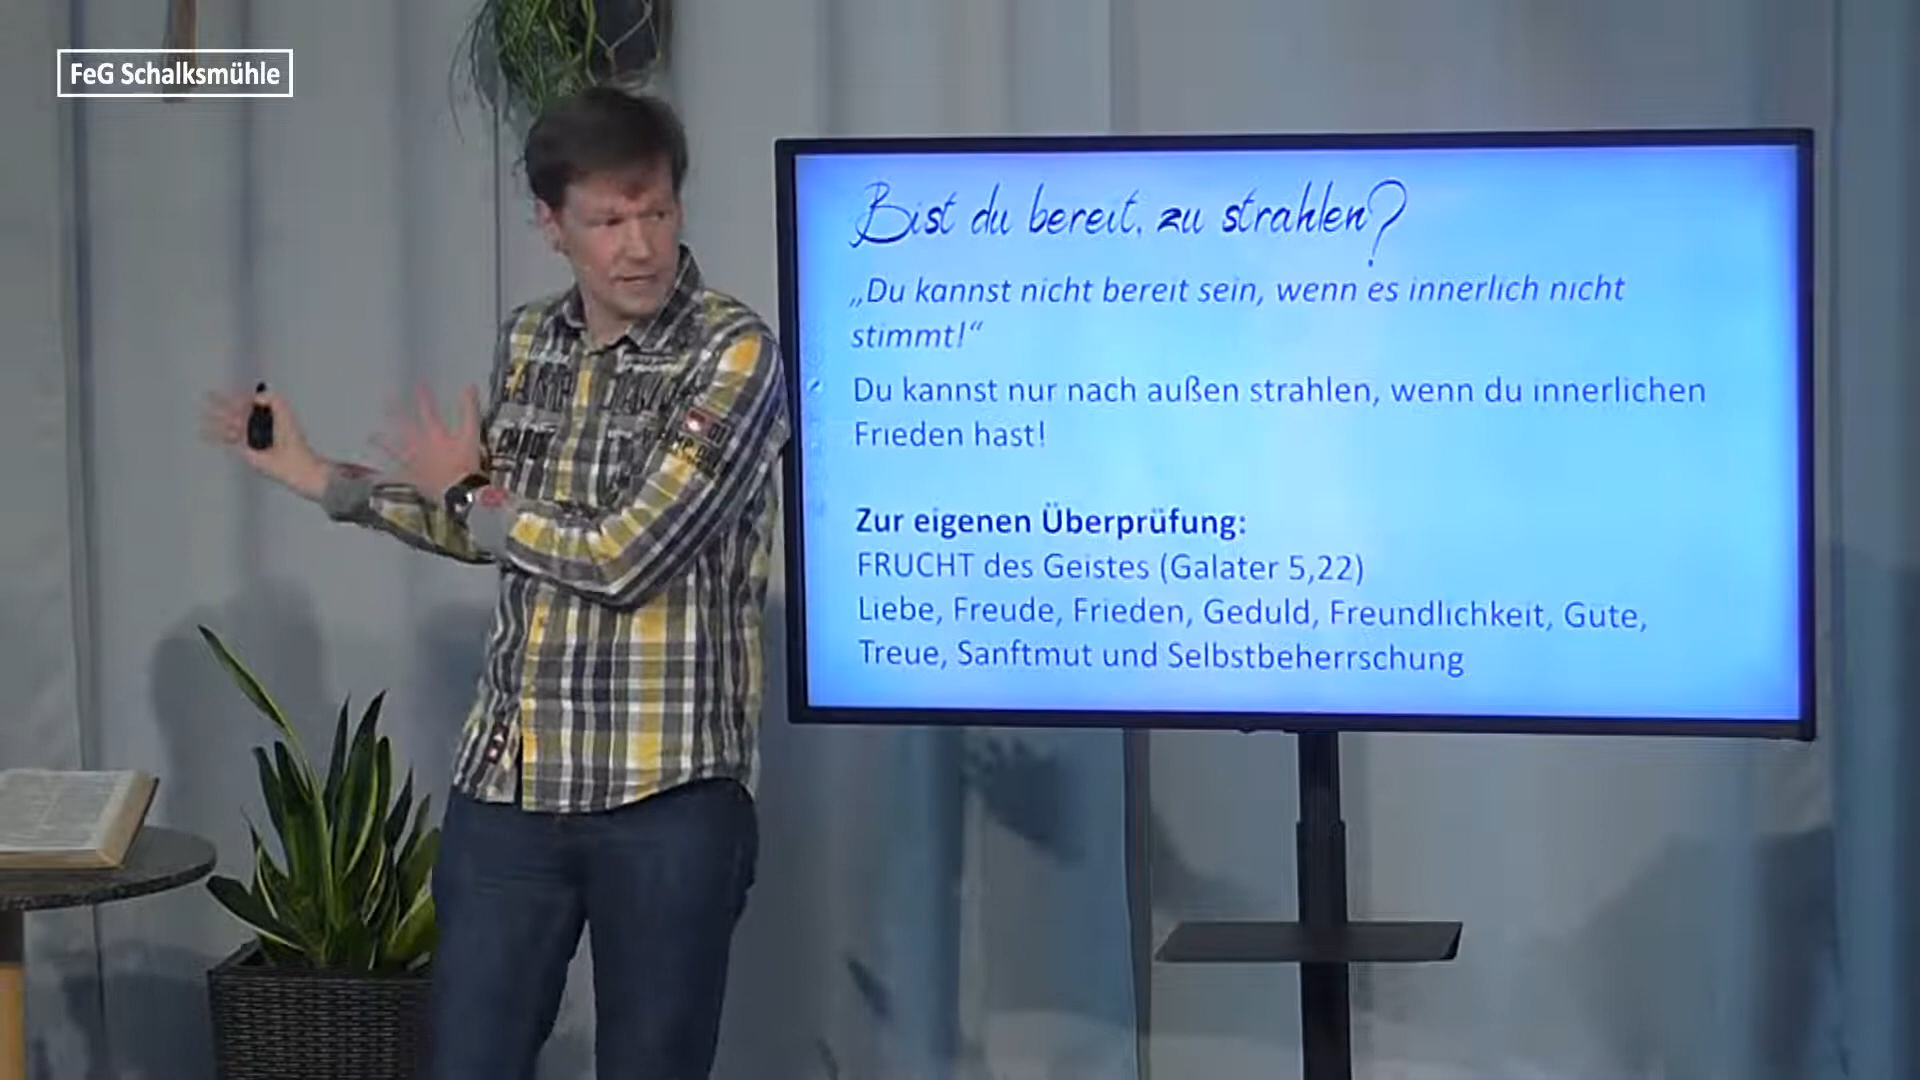 FeG Schalksmühle
Bist du bereit, zu strahlen?
„Du kannst nicht bereit sein, wenn es innerlich nicht
stimmt!“
Du kannst nur nach außen strahlen, wenn du innerlichen
Frieden hast!
Zur eigenen Überprüfung:
FRUCHT des Geistes (Galater 5,22)
Liebe, Freude, Frieden, Geduld, Freundlichkeit, Güte,
Treue, Sanftmut und Selbstbeherrschung